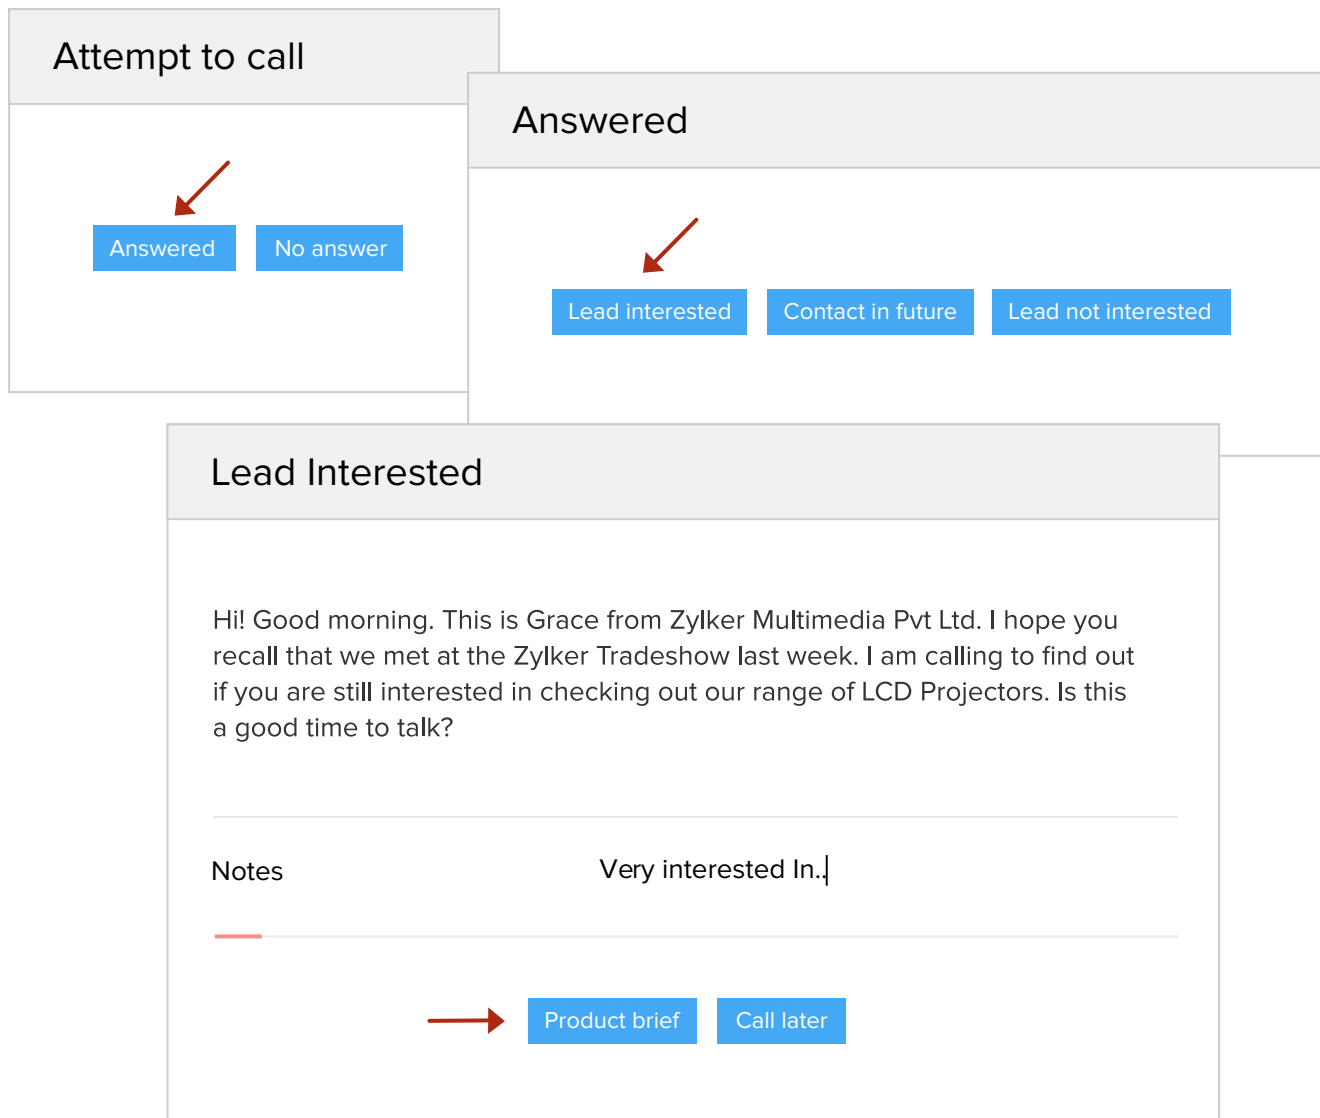 Attempt to call
Answered No answer
Answered
Lead interested Contact in future Lead not interested
Lead Interested
Hi! Good morning. This is Grace from Zylker Multimedia Pvt Ltd. I hope you
recall that we met at the Zylker Tradeshow last week. I am calling to find out
if you are still interested in checking out our range of LCD Projectors. Is this
a good time to talk?
Notes Very interested In..
Product brief Call later